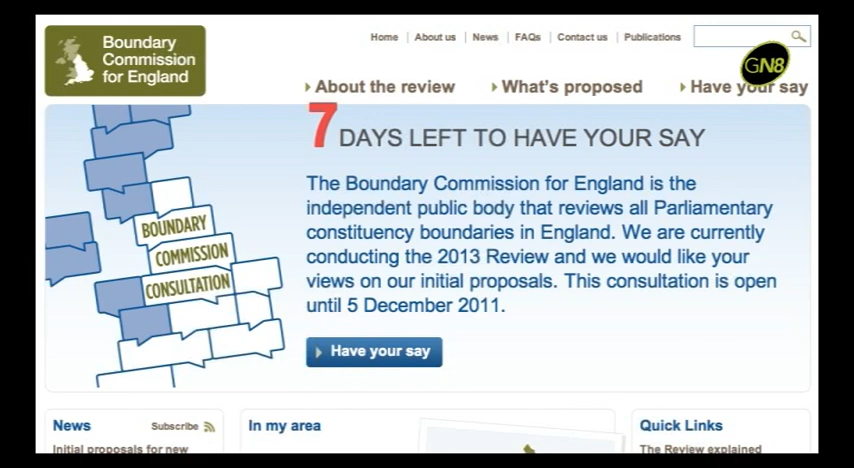 Boundary
Commission
for England
Home | About us | News | FAQs | Contact us | Publications
GN8
About the review
What's proposed
Have your say
7 DAYS LEFT TO HAVE YOUR SAY
The Boundary Commission for England is the
independent public body that reviews all Parliamentary
constituency boundaries in England. We are currently
conducting the 2013 Review and we would like your
views on our initial proposals. This consultation is open
until 5 December 2011.
BOUNDARY
COMMISSION
CONSULTATION
Have your say
News
Subscribe
Initial proposals for new
In my area
Quick Links
The Review explained